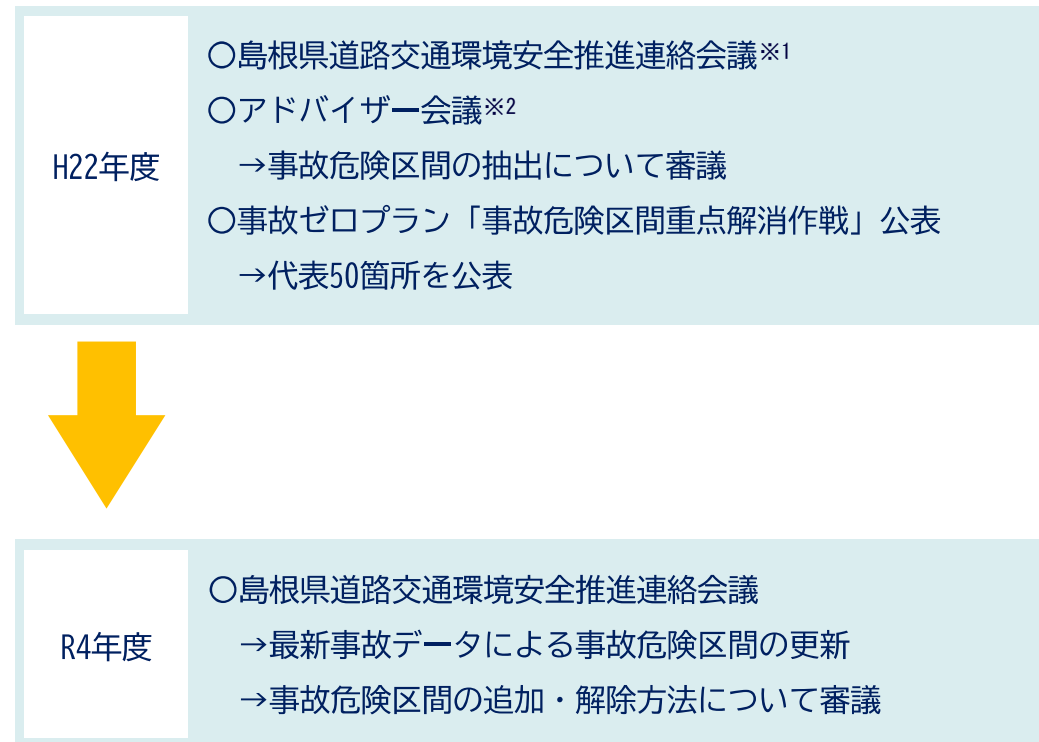 H22年度
○島根県道路交通環境安全推進連絡会議※1
○アドバイザー会議※2
→事故危険区間の抽出について審議
○事故ゼロプラン「事故危険区間重点解消作戦」公表
→代表50箇所を公表
R4年度
○島根県道路交通環境安全推進連絡会議
→最新事故データによる事故危険区間の更新
→事故危険区間の追加・解除方法について審議